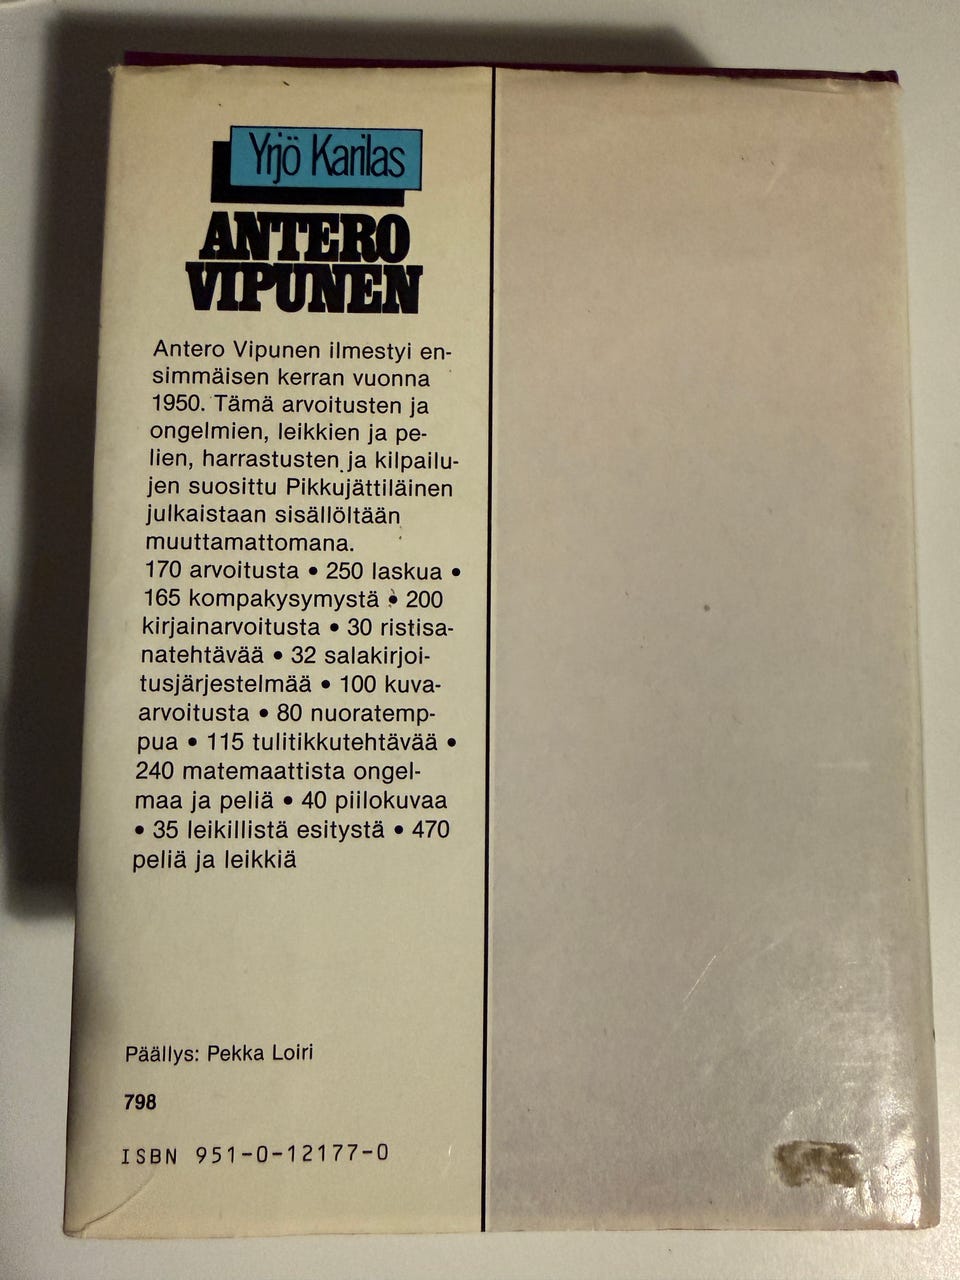 Yrjö Karilas
ANTERO
VIPUNEN
Antero Vipunen ilmestyi en-
simmäisen kerran vuonna
1950. Tämä arvoitusten ja
ongelmien, leikkien ja pe-
lien, harrastusten ja kilpailu-
jen suosittu Pikkujättiläinen
julkaistaan sisällöltään
muuttamattomana.
170 arvoitusta • 250 laskua •
165 kompakysymystä • 200
kirjainarvoitusta • 30 ristisa-
natehtävää • 32 salakirjoi-
tusjärjestelmää • 100 kuva-
arvoitusta • 80 nuoratemp-
pua • 115 tulitikkutehtävää •
240 matemaattista ongel-
maa ja peliä • 40 piilokuvaa
• 35 leikillistä esitystä • 470
peliä ja leikkiä
Päällys: Pekka Loiri
798
ISBN 951-0-12177-0